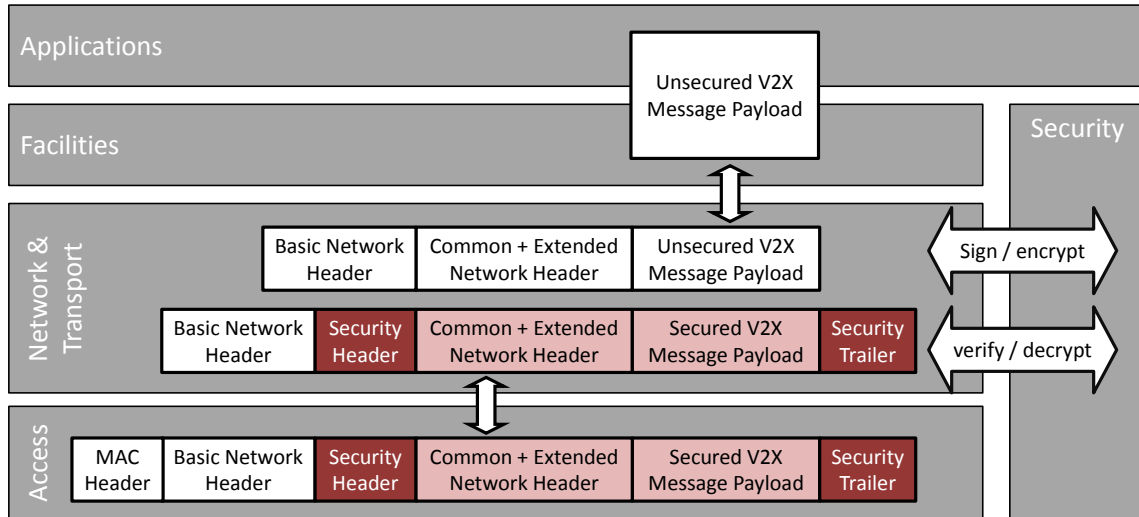 Applications
Unsecured V2X
Message Payload
Facilities
Security
Network &
Transport
Basic Network
Header
Common + Extended
Network Header
Unsecured V2X
Message Payload
Sign / encrypt
Basic Network
Header
Security
Header
Common + Extended
Network Header
Secured V2X
Message Payload
Security
Trailer
verify / decrypt
Access
MAC
Header
Basic Network
Header
Security
Header
Common + Extended
Network Header
Secured V2X
Message Payload
Security
Trailer